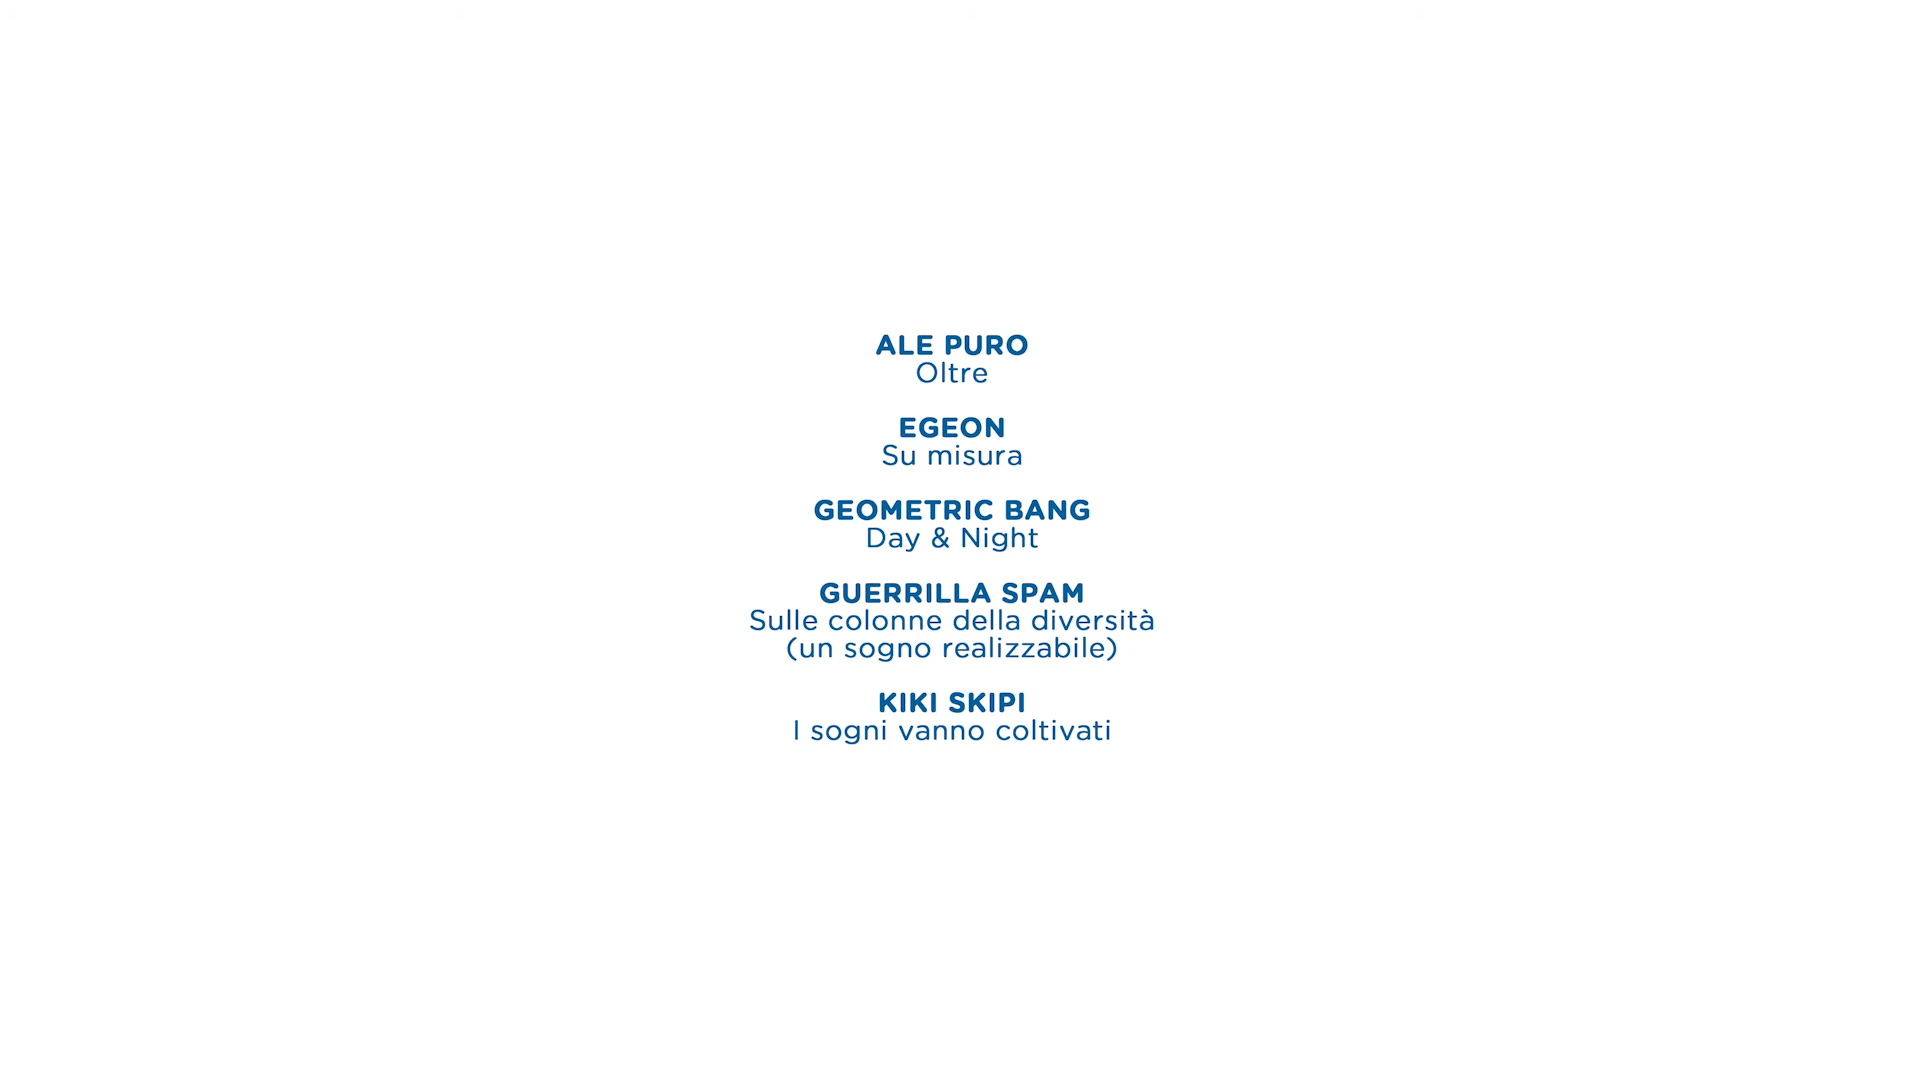 ALE PURO
Oltre
EGEON
Su misura
GEOMETRIC BANG
Day & Night
GUERRILLA SPAM
Sulle colonne della diversità
(un sogno realizzabile)
KIKI SKIPI
I sogni vanno coltivati